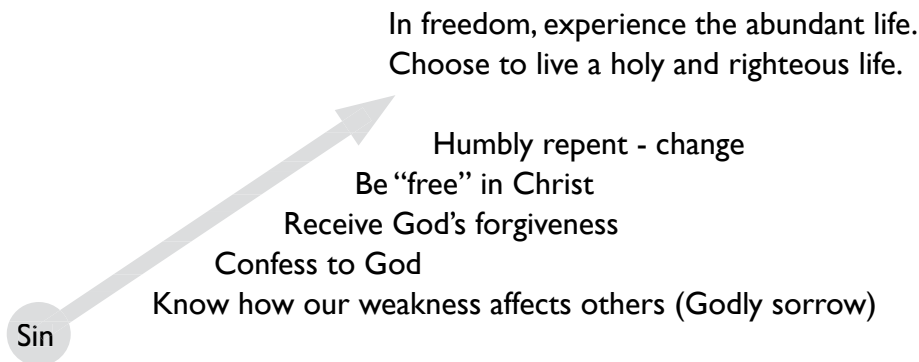 In freedom, experience the abundant life.
Choose to live a holy and righteous life.
Humbly repent - change
Be “free” in Christ
Receive God’s forgiveness
Confess to God
Know how our weakness affects others (Godly sorrow)
Sin